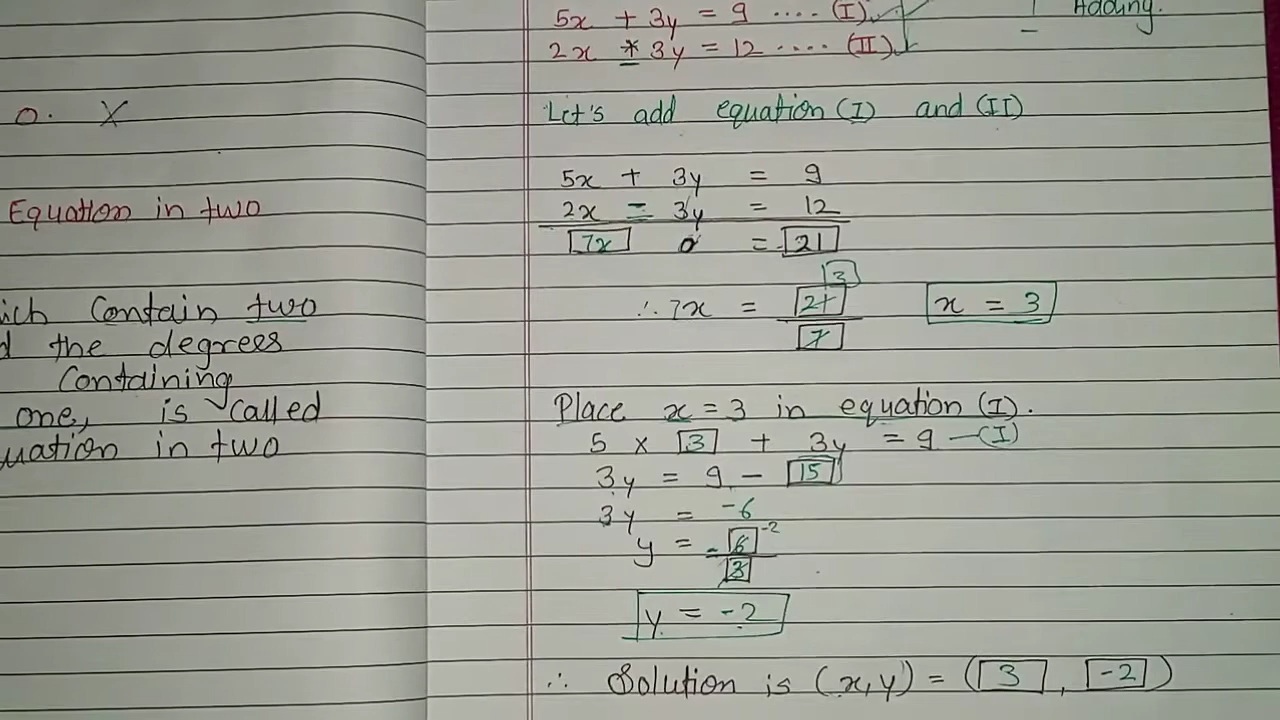 O. X
Equation in two
ich Contain two
d the degrees
Containing
one, is called
uation in two
5x + 3y = 9 .... (I)
Adding.
2x * 3y = 12 .... (II)
Let's add equation (I) and (II)
5x + 3y = 9
2x - 3y = 12
7x 0 = 21
3
∴ 7x = 21 x = 3
7
Place x = 3 in equation (I).
5 × 3 + 3y = 9 —(I)
3y = 9 - 15
3y = -6
y = -6 -2
3
y = -2
∴ Solution is (x, y) = (3, -2)